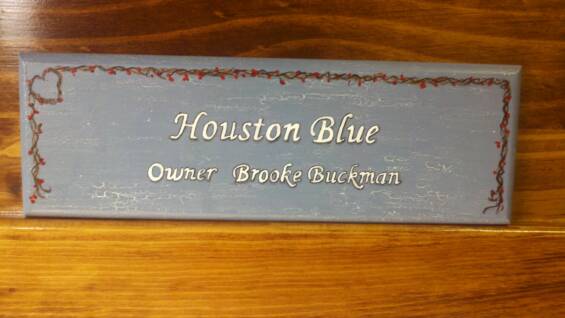 Houston Blue
Owner Brooke Buckman